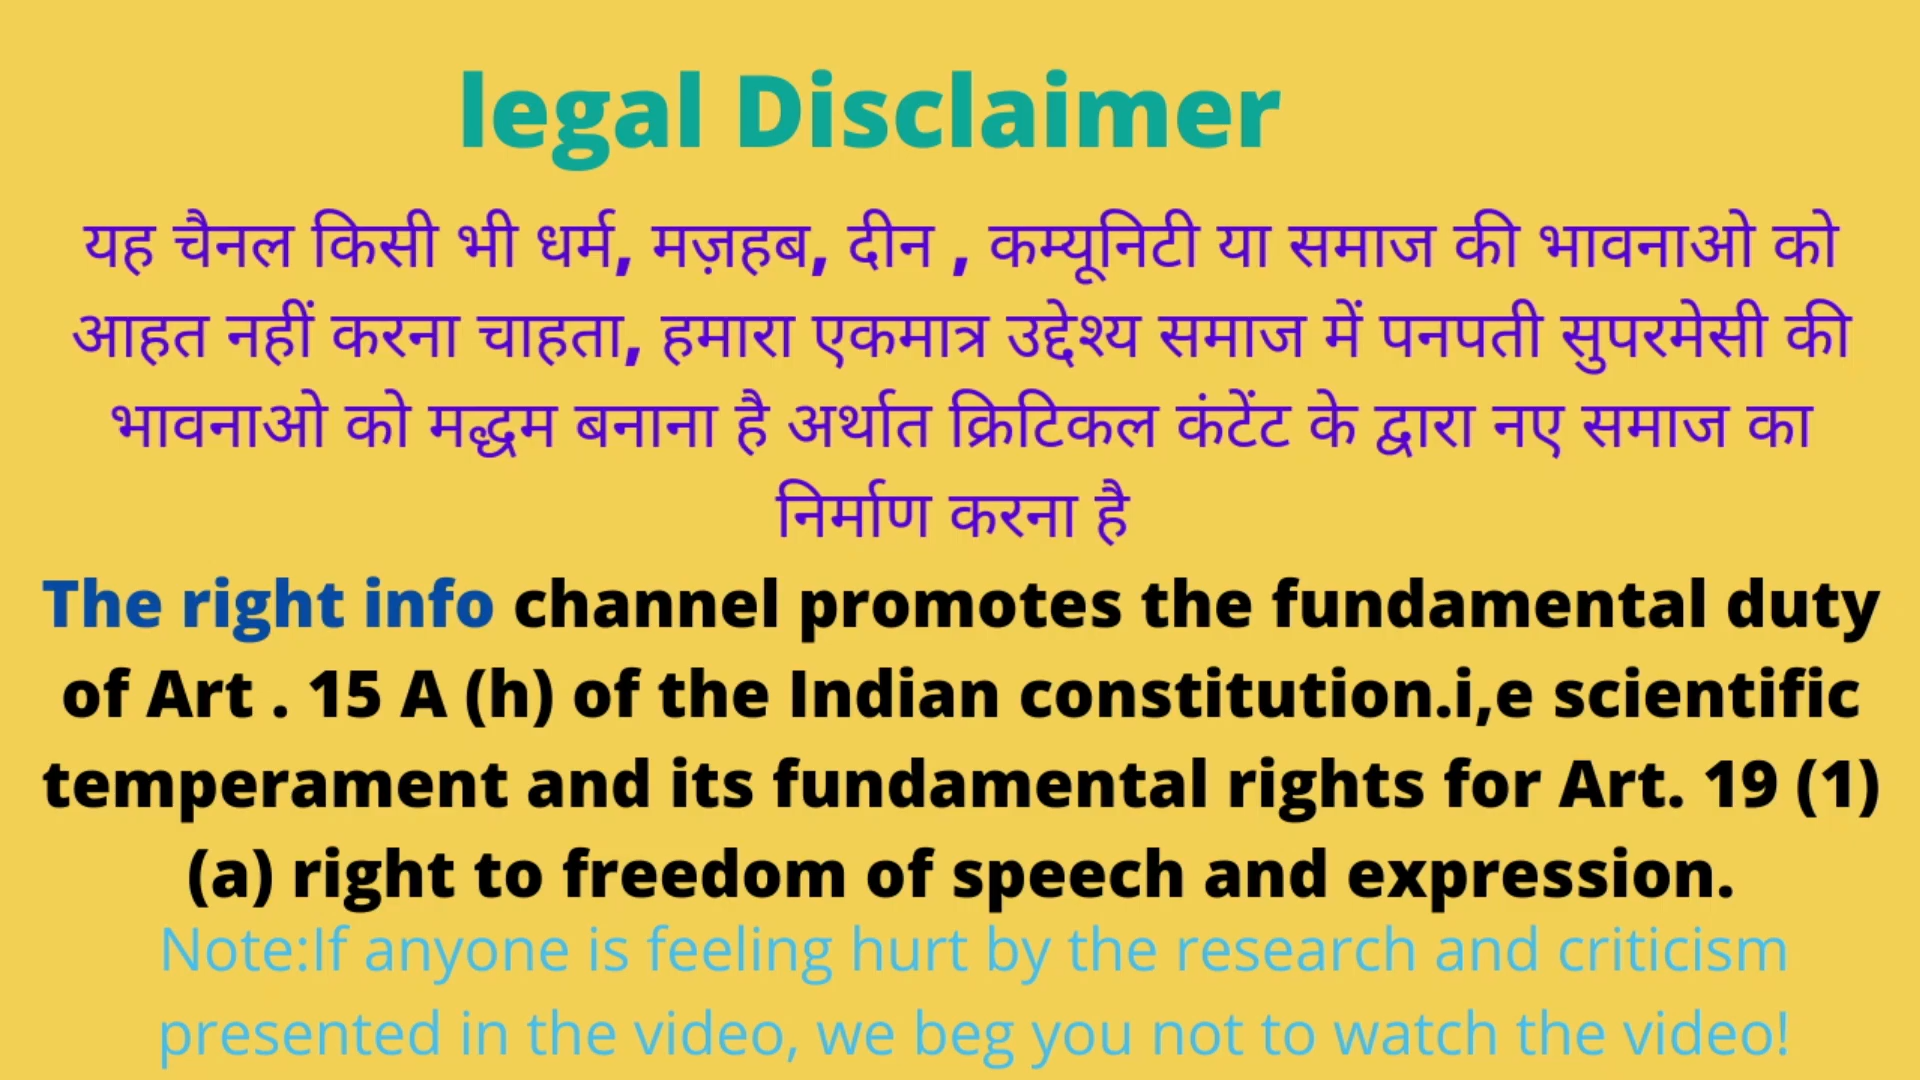 legal Disclaimer
यह चैनल किसी भी धर्म, मज़हब, दीन , कम्यूनिटी या समाज की भावनाओ को
आहत नहीं करना चाहता, हमारा एकमात्र उद्देश्य समाज में पनपती सुपरमेसी की
भावनाओ को मद्धम बनाना है अर्थात क्रिटिकल कंटेंट के द्वारा नए समाज का
निर्माण करना है
The right info channel promotes the fundamental duty
of Art . 15 A (h) of the Indian constitution.i,e scientific
temperament and its fundamental rights for Art. 19 (1)
(a) right to freedom of speech and expression.
Note:If anyone is feeling hurt by the research and criticism
presented in the video, we beg you not to watch the video!